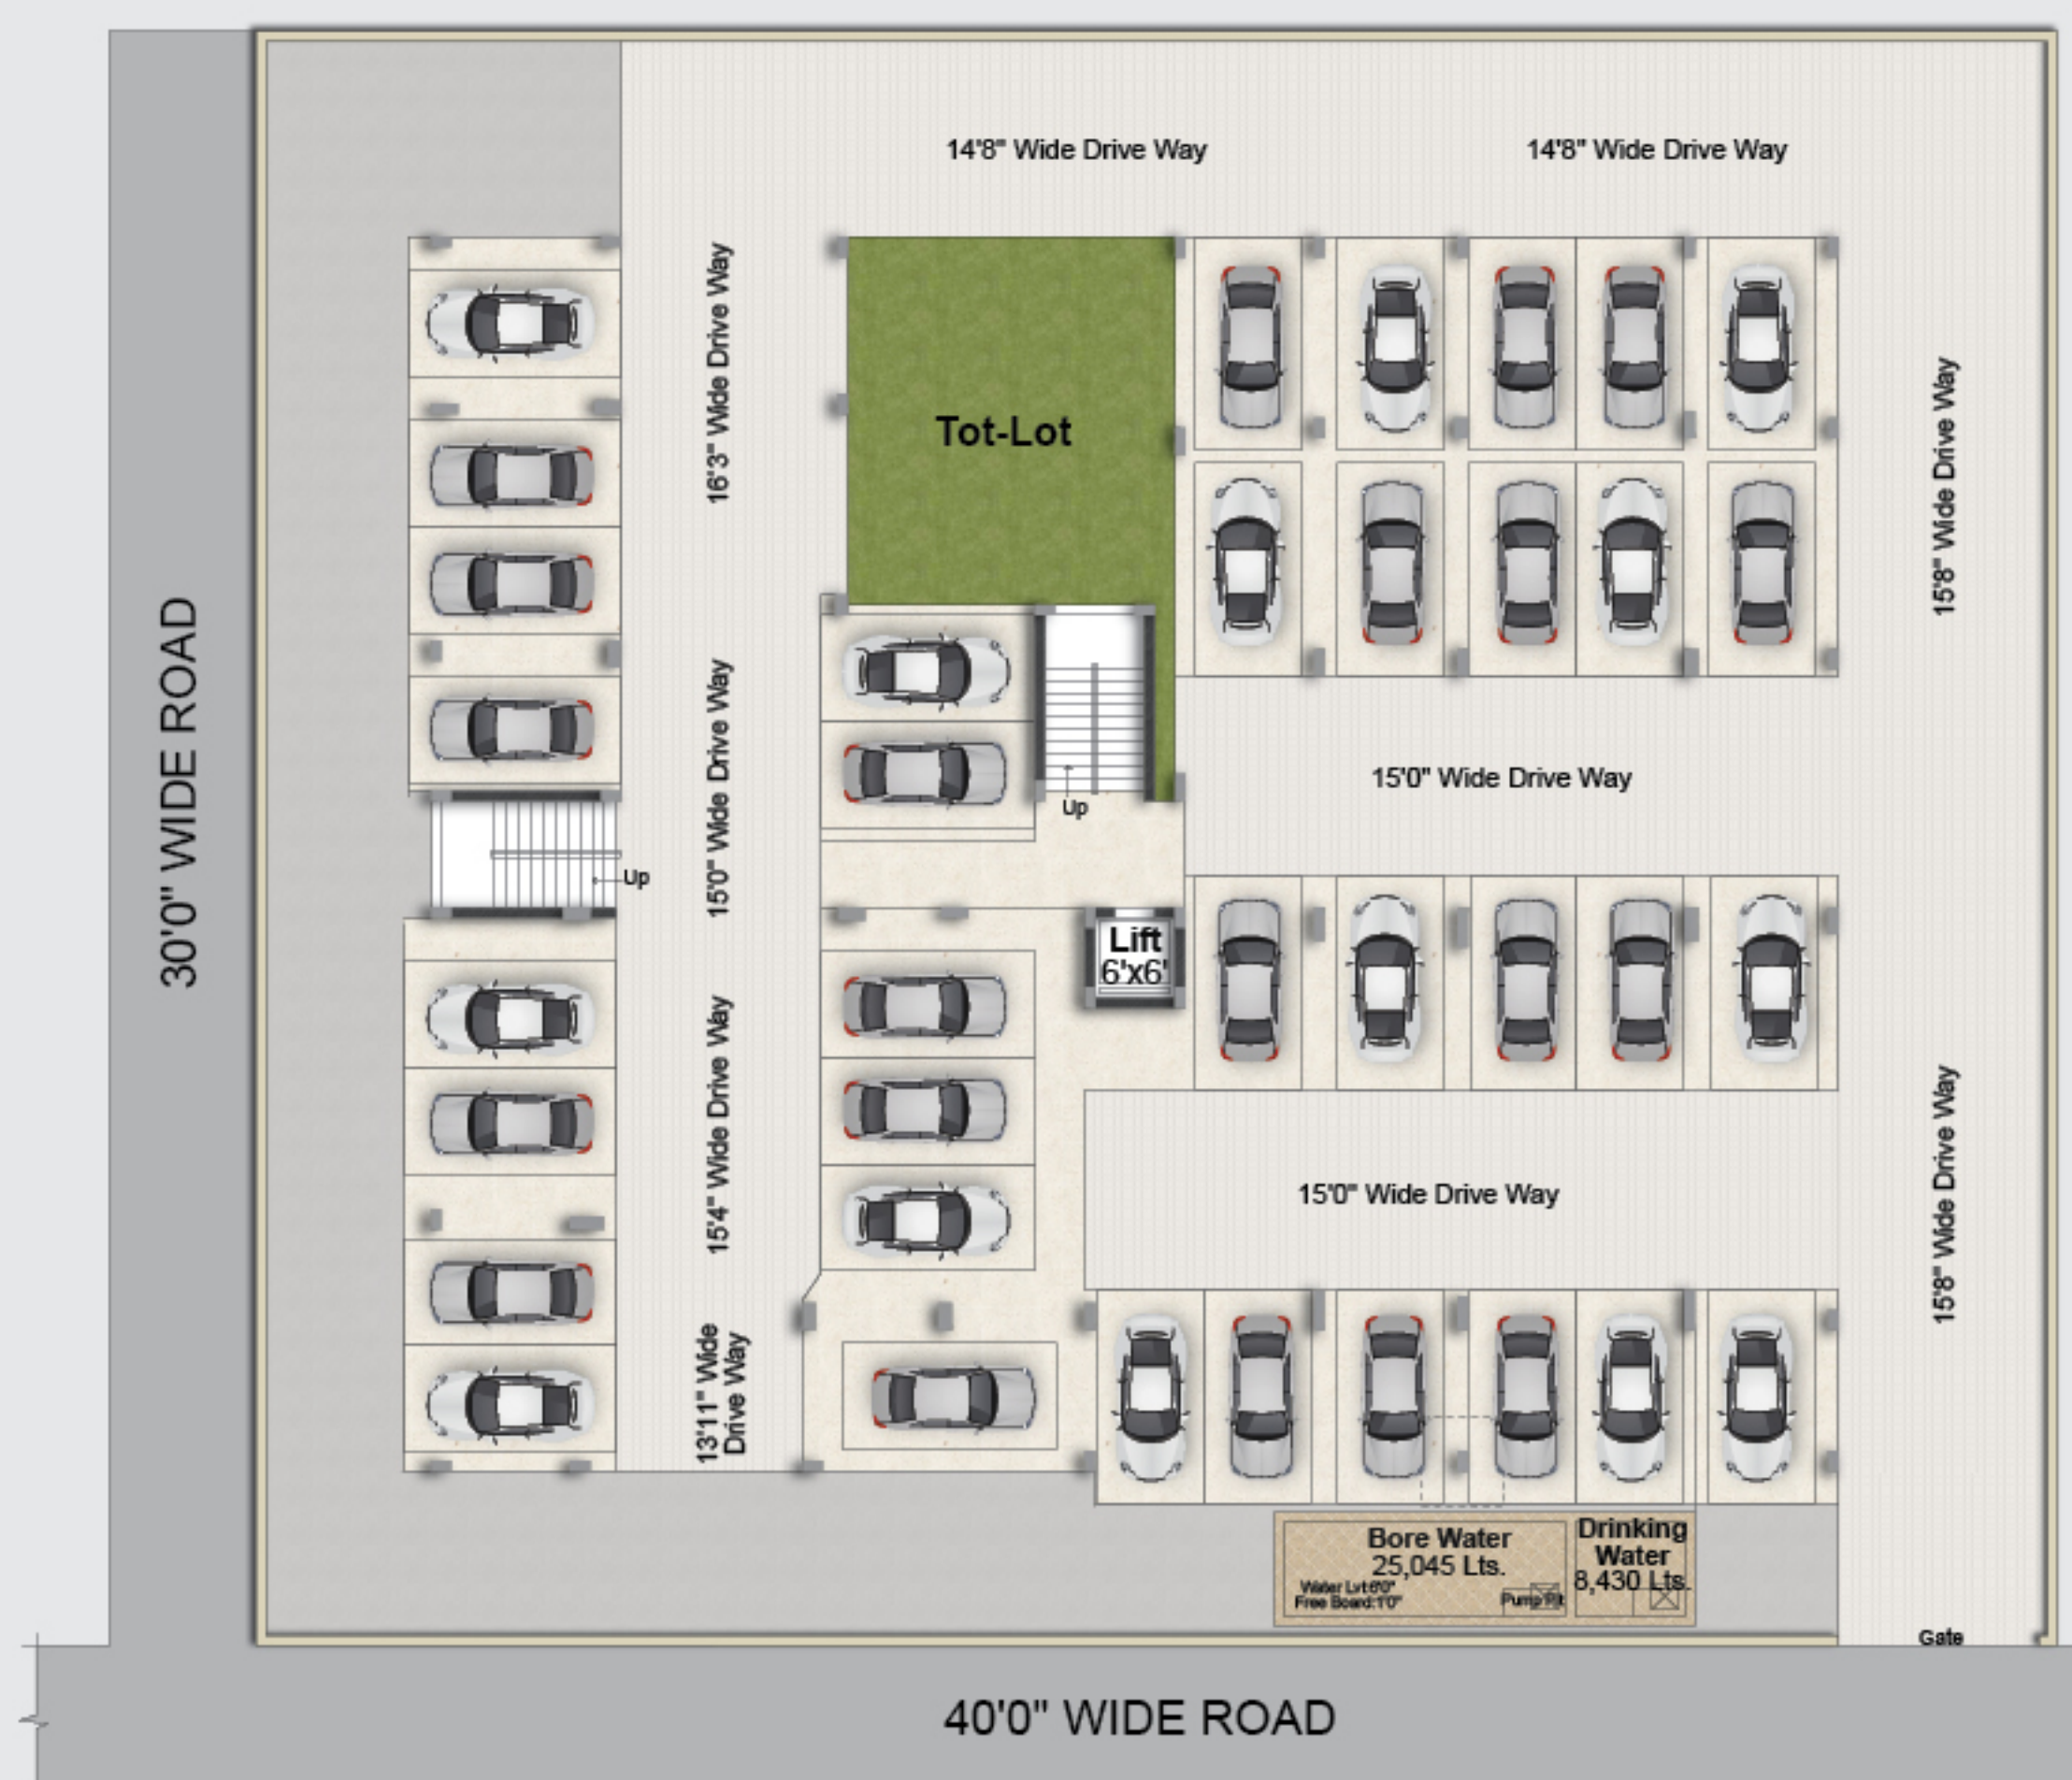 14'8" Wide Drive Way
14'8" Wide Drive Way
16'3" Wide Drive Way
Tot-Lot
15'8" Wide Drive Way
30'0" WIDE ROAD
15'0" Wide Drive Way
15'0" Wide Drive Way
Up
Up
Lift
6'x6'
15'4" Wide Drive Way
15'0" Wide Drive Way
15'8" Wide Drive Way
13'11" Wide
Drive Way
Bore Water
25,045 Lts.
Water Lvt:6'0"
Free Board:1'0"
Pump Pit
Drinking
Water
8,430 Lts.
Gate
40'0" WIDE ROAD